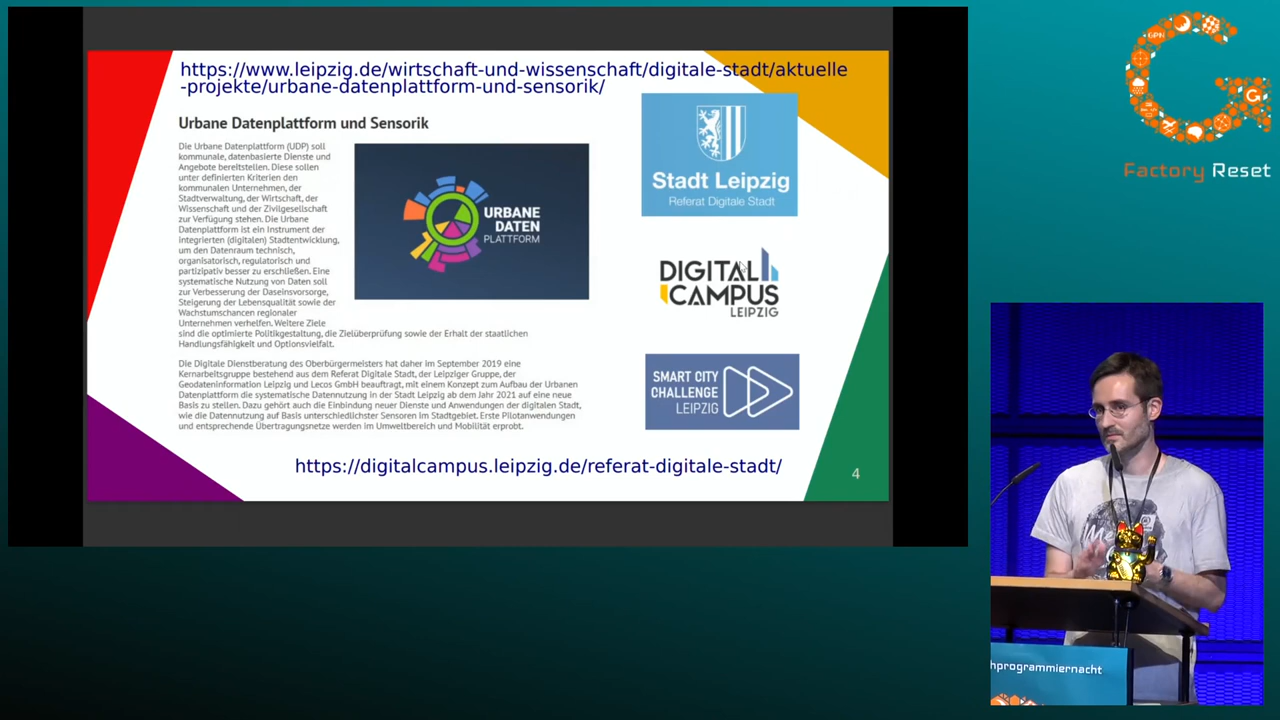 https://www.leipzig.de/wirtschaft-und-wissenschaft/digitale-stadt/aktuelle
-projekte/urbane-datenplattform-und-sensorik/
Urbane Datenplattform und Sensorik
Die Urbane Datenplattform (UDP) soll
kommunale, datenbasierte Dienste und
Angebote bereitstellen. Diese sollen
unter definierten Kriterien den
kommunalen Unternehmen, der
Stadtverwaltung, der Wirtschaft, der
Wissenschaft und der Zivilgesellschaft
zur Verfügung stehen. Die Urbane
Datenplattform ist ein Instrument der
integrierten (digitalen) Stadtentwicklung,
um den Datenraum technisch,
organisatorisch, regulatorisch und
partizipativ besser zu erschließen. Eine
systematische Nutzung von Daten soll
zur Verbesserung der Daseinsvorsorge,
Steigerung der Lebensqualität sowie der
Wachstumschancen regionaler
Unternehmen verhelfen. Weitere Ziele
sind die optimierte Politikgestaltung, die Zielüberprüfung sowie der Erhalt der staatlichen
Handlungsfähigkeit und Optionsvielfalt.
Die Digitale Dienstberatung des Oberbürgermeisters hat daher im September 2019 eine
Kernarbeitsgruppe bestehend aus dem Referat Digitale Stadt, der Leipziger Gruppe, der
Geodateninformation Leipzig und Lecos GmbH beauftragt, mit einem Konzept zum Aufbau der Urbanen
Datenplattform die systematische Datennutzung in der Stadt Leipzig ab dem Jahr 2021 auf eine neue
Basis zu stellen. Dazu gehört auch die Einbindung neuer Dienste und Anwendungen der digitalen Stadt,
wie die Datennutzung auf Basis unterschiedlichster Sensoren im Stadtgebiet. Erste Pilotanwendungen
und entsprechende Übertragungsnetze werden im Umweltbereich und Mobilität erprobt.
URBANE
DATEN
PLATTFORM
Stadt Leipzig
Referat Digitale Stadt
DIGITAL
CAMPUS
LEIPZIG
SMART CITY
CHALLENGE
LEIPZIG
https://digitalcampus.leipzig.de/referat-digitale-stadt/
4
GPN
Factory Reset
hprogrammiernacht